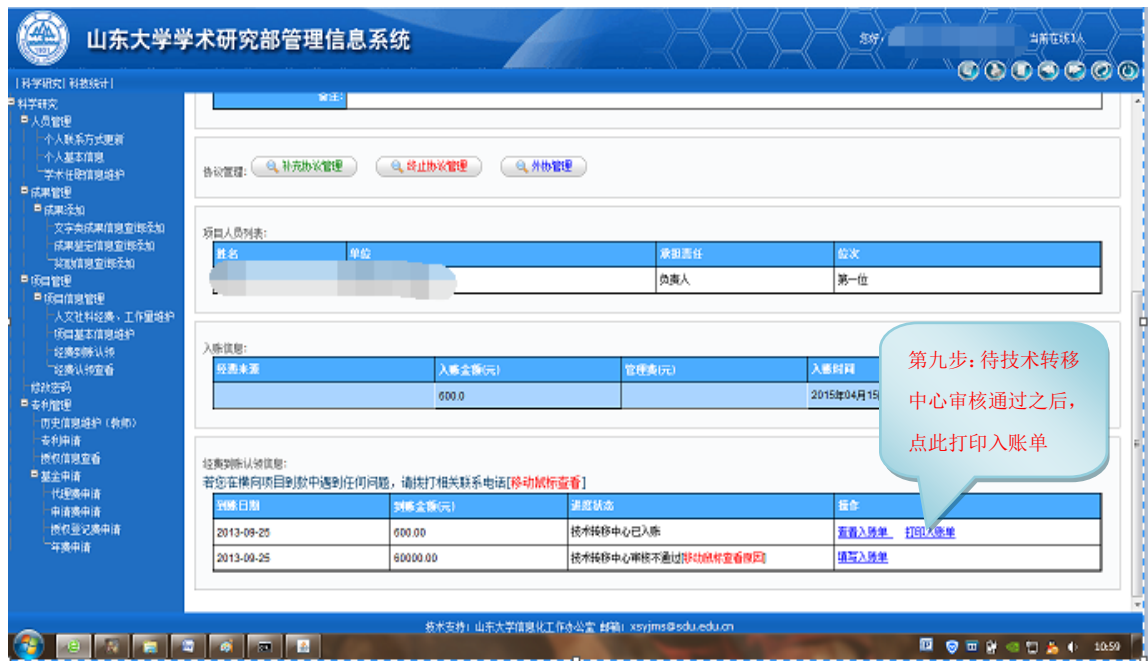 山东大学学术研究部管理信息系统
您好，
当前在线1人
|科学研究|科技统计|
科学研究
人员管理
个人联系方式更新
个人基本信息
学术任职信息维护
成果管理
成果添加
文字类成果信息查询添加
成果鉴定信息查询添加
奖励信息查询添加
项目管理
项目信息管理
人文社科经费、工作量维护
项目基本信息维护
经费到账认领
经费认领查看
修改密码
专利管理
历史信息维护（教师）
专利申请
授权信息查看
基金申请
代理费申请
申请费申请
授权登记费申请
年费申请
备注:
协议管理: 补充协议管理 终止协议管理 外协管理
项目人员列表:
姓名 单位 承担责任 位次
负责人 第一位
入账信息:
经费来源 入账金额(元) 管理费(元) 入账时间
600.0 2015年04月15
第九步：待技术转移
中心审核通过之后，
点此打印入账单
经费到账认领信息:
若您在横向项目到款中遇到任何问题，请拨打相关联系电话[移动鼠标查看]
到账日期 到账金额(元) 进度状态 操作
2013-09-25 600.00 技术转移中心已入账 查看入账单 打印入账单
2013-09-25 60000.00 技术转移中心审核不通过[移动鼠标查看原因] 填写入账单
技术支持：山东大学信息化工作办公室 邮箱：xsyjms@sdu.edu.cn
10:59